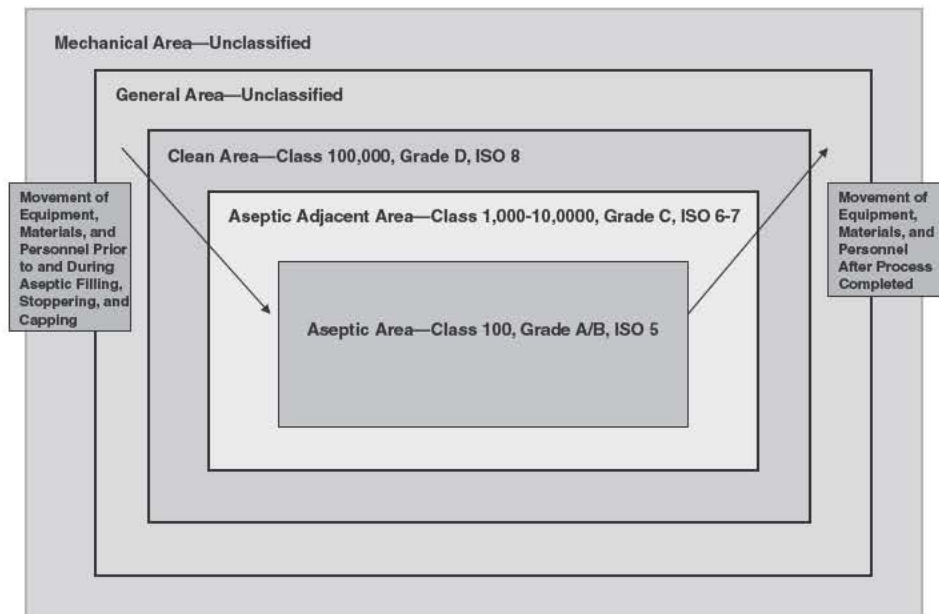 Mechanical Area—Unclassified
General Area—Unclassified
Clean Area—Class 100,000, Grade D, ISO 8
Aseptic Adjacent Area—Class 1,000-10,0000, Grade C, ISO 6-7
Aseptic Area—Class 100, Grade A/B, ISO 5
Movement of
Equipment,
Materials, and
Personnel Prior
to and During
Aseptic Filling,
Stoppering, and
Capping
Movement of
Equipment,
Materials, and
Personnel
After Process
Completed